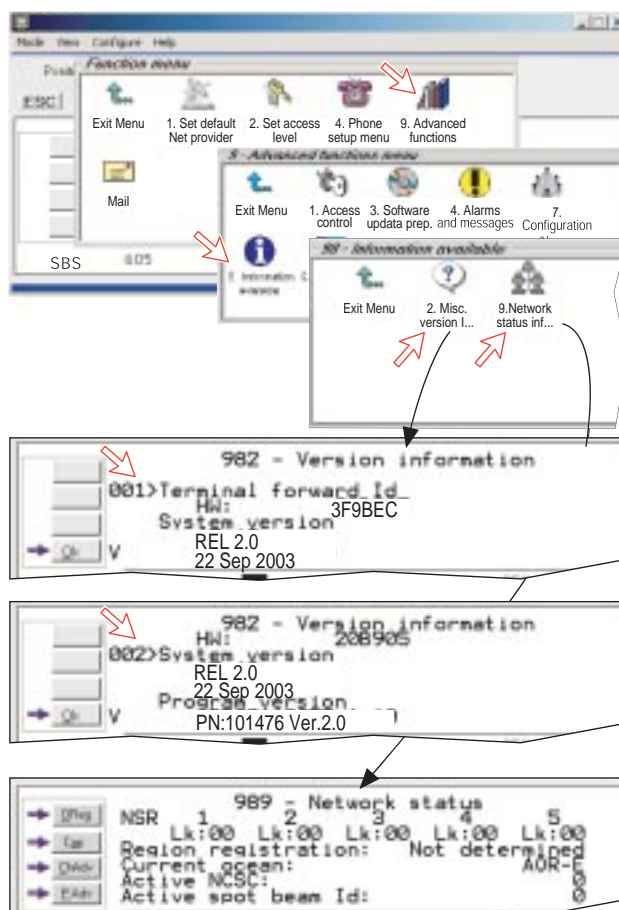 Mode View Configure Help
Function menu
ESC
Exit Menu
1. Set default
Net provider
2. Set access
level
4. Phone
setup menu
9. Advanced
functions
Mail
SBS
605
9 - Advanced functions menu
Exit Menu
1. Access
control
3. Software
updata prep.
4. Alarms
and messages
7.
Configuration
information
available
98 - Information available
Exit Menu
2. Misc.
version I...
9.Network
status inf...
982 - Version information
001>Terminal forward Id_
HW: 3F9BEC
System version
REL 2.0
22 Sep 2003
Ok V
982 - Version information
HW: 208905
002>System version
REL 2.0
22 Sep 2003
Program version
Ok V
PN:101476 Ver.2.0
989 - Network status
NSR 1 2 3 4 5
Lk:00 Lk:00 Lk:00 Lk:00 Lk:00
Region registration: Not determined
Current ocean: AOR-E
Active NCSC: 0
Active spot beam Id: 0